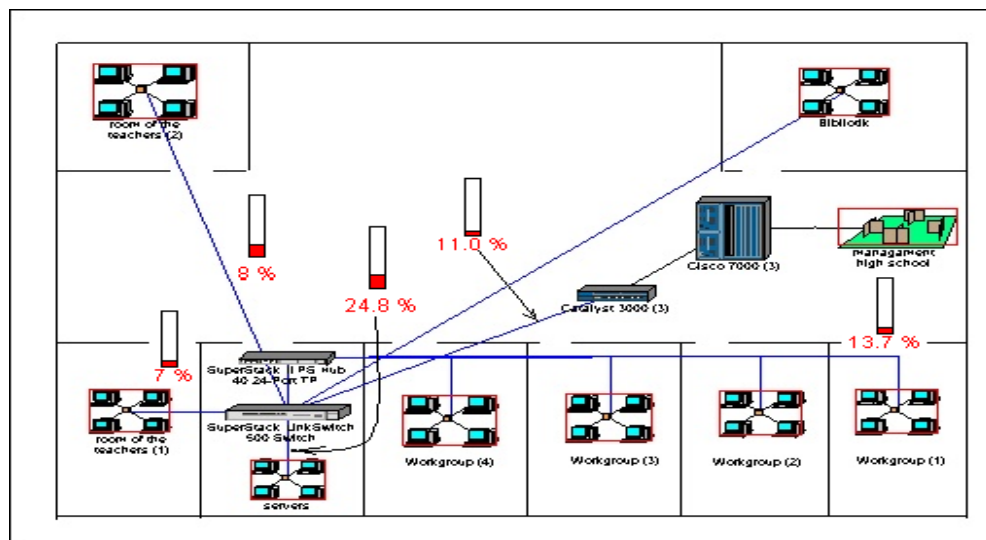 room of the
teachers (2)
Bibliotik
8 %
24.8 %
11.0 %
Cisco 7000 (3)
managament
high school
Catalyst 3000 (3)
13.7 %
7 %
SuperStack II PS Hub
40 24-Port TP
room of the
teachers (1)
SuperStack LinkSwitch
500 Switch
servers
Workgroup (4)
Workgroup (3)
Workgroup (2)
Workgroup (1)